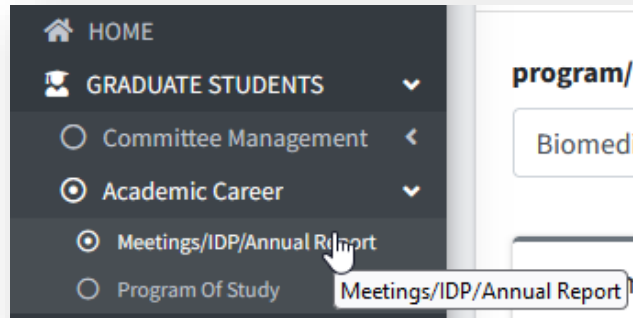 HOME
GRADUATE STUDENTS
program/
Committee Management
Biomedi
Academic Career
Meetings/IDP/Annual Report
Program Of Study
Meetings/IDP/Annual Report